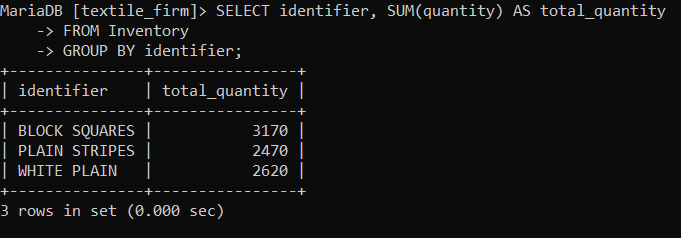 MariaDB [textile_firm]> SELECT identifier, SUM(quantity) AS total_quantity
    -> FROM Inventory
    -> GROUP BY identifier;
+---------------+----------------+
| identifier    | total_quantity |
+---------------+----------------+
| BLOCK SQUARES |           3170 |
| PLAIN STRIPES |           2470 |
| WHITE PLAIN   |           2620 |
+---------------+----------------+
3 rows in set (0.000 sec)